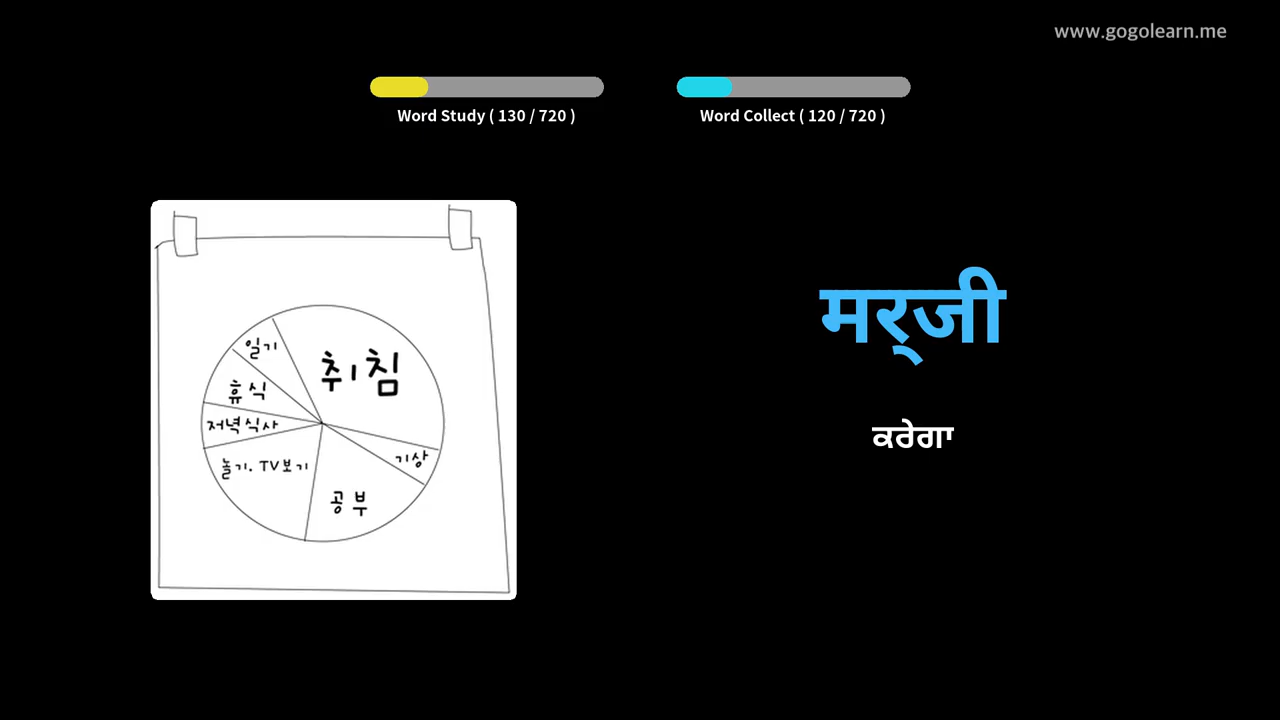 www.gogolearn.me
Word Study ( 130 / 720 )
Word Collect ( 120 / 720 )
일기
취침
휴식
저녁식사
놀기. TV보기
기상
공부
मर्‌जी
ਕਰੇਗਾ